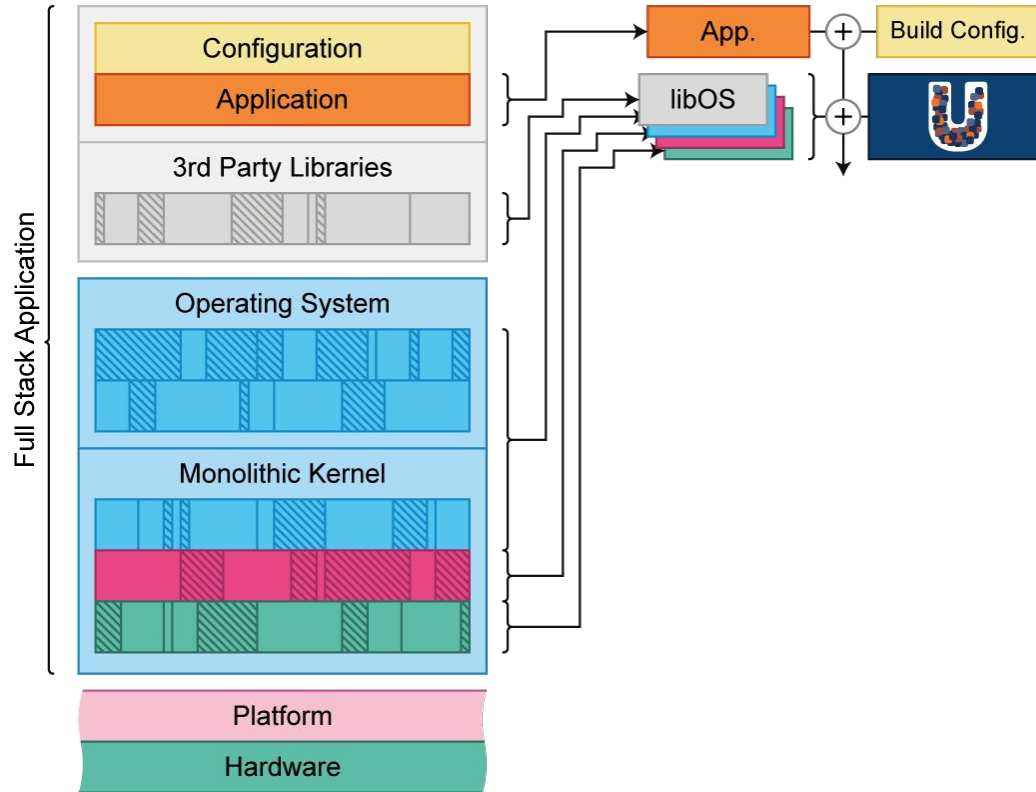 Full Stack Application
Configuration
Application
3rd Party Libraries
Operating System
Monolithic Kernel
Platform
Hardware
App.
+
Build Config.
libOS
+
U